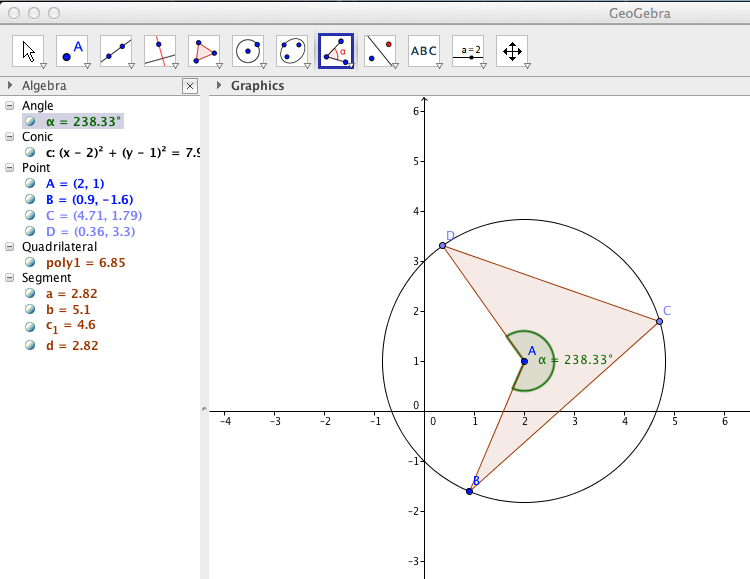 GeoGebra
A
α
ABC
a=2
Algebra
Graphics
Angle
α = 238.33°
Conic
c: (x – 2)² + (y – 1)² = 7.9
Point
A = (2, 1)
B = (0.9, –1.6)
C = (4.71, 1.79)
D = (0.36, 3.3)
Quadrilateral
poly1 = 6.85
Segment
a = 2.82
b = 5.1
c₁ = 4.6
d = 2.82
6
5
4
D
3
2
C
A
α = 238.33°
1
0
-4 -3 -2 -1 0 1 2 3 4 5 6
-1
B
-2
-3